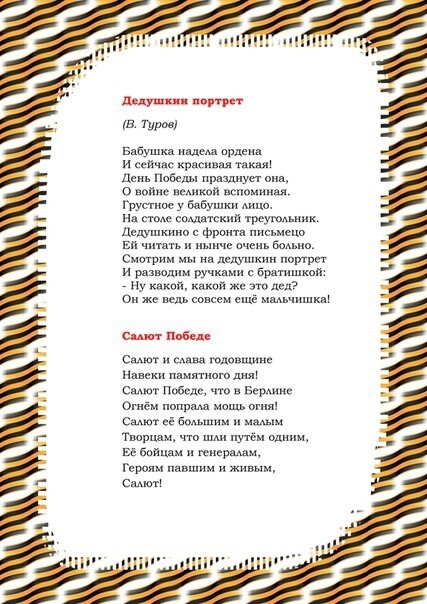 Дедушкин портрет
(В. Туров)
Бабушка надела ордена
И сейчас красивая такая!
День Победы празднует она,
О войне великой вспоминая.
Грустное у бабушки лицо.
На столе солдатский треугольник.
Дедушкино с фронта письмецо
Ей читать и нынче очень больно.
Смотрим мы на дедушкин портрет
И разводим ручками с братишкой:
- Ну какой, какой же это дед?
Он же ведь совсем ещё мальчишка!
Салют Победе
Салют и слава годовщине
Навеки памятного дня!
Салют Победе, что в Берлине
Огнём попрала мощь огня!
Салют её большим и малым
Творцам, что шли путём одним,
Её бойцам и генералам,
Героям павшим и живым,
Салют!